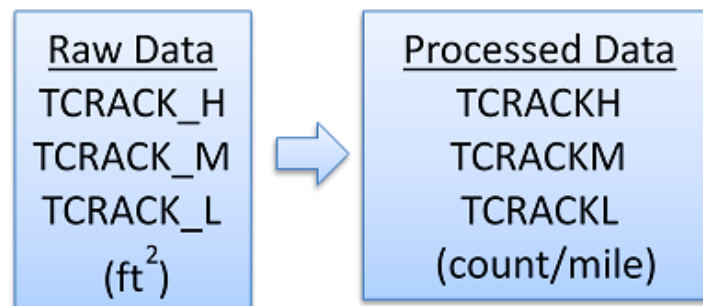 Raw Data
TCRACK_H
TCRACK_M
TCRACK_L
(ft²)
Processed Data
TCRACKH
TCRACKM
TCRACKL
(count/mile)